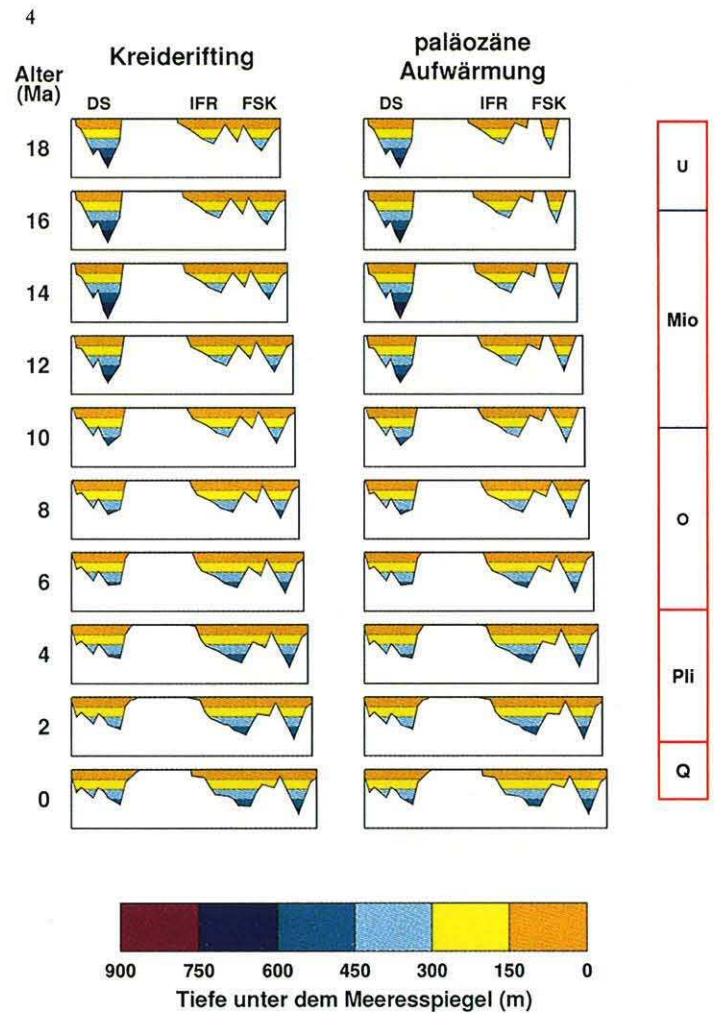 4
Kreiderifting
paläozäne
Aufwärmung
Alter
(Ma)
DS IFR FSK
DS IFR FSK
18
16
14
12
10
8
6
4
2
0
U
Mio
O
Pli
Q
900 750 600 450 300 150 0
Tiefe unter dem Meeresspiegel (m)